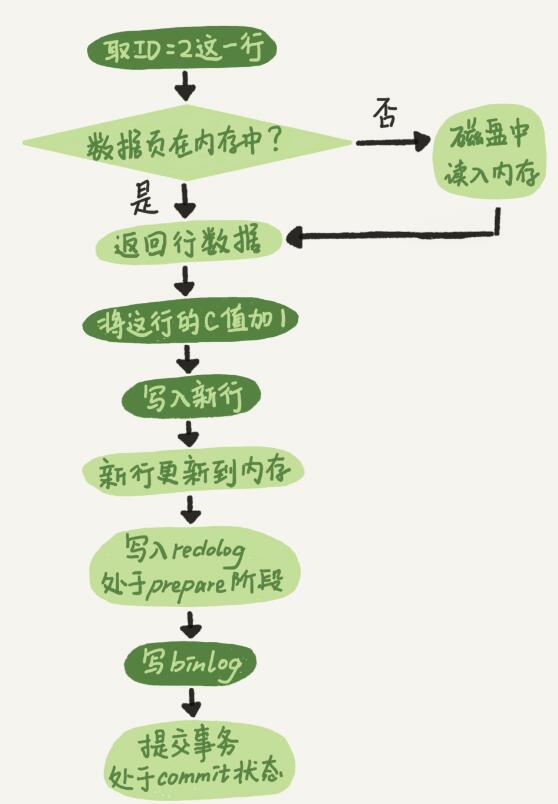 取ID=2这一行
数据页在内存中？
否
磁盘中
读入内存
是
返回行数据
将这行的C值加1
写入新行
新行更新到内存
写入redolog
处于prepare阶段
写binlog
提交事务
处于commit状态